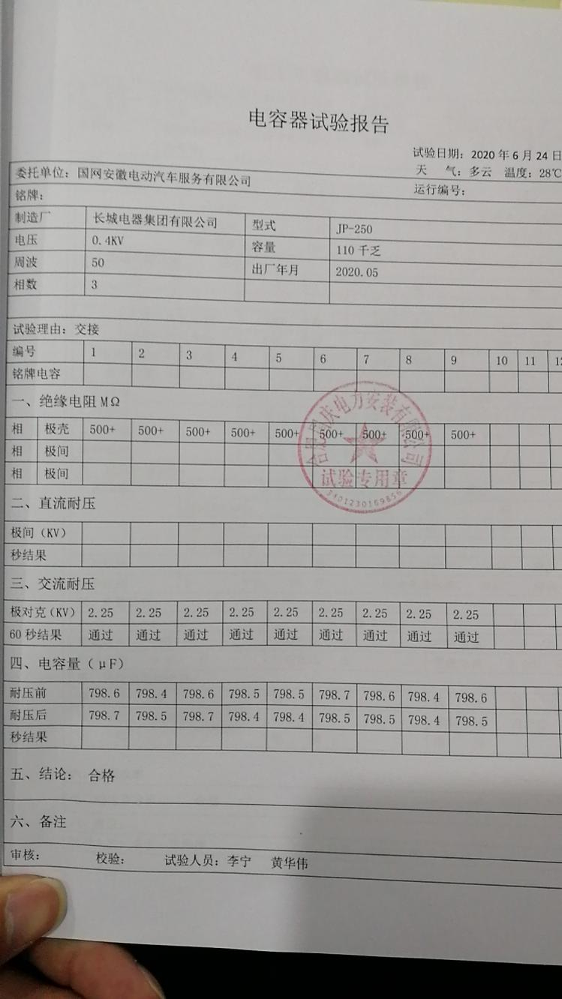 电容器试验报告
试验日期：2020 年 6 月 24 日
委托单位：国网安徽电动汽车服务有限公司 天 气：多云 温度：28℃
铭牌： 运行编号：
制造厂 长城电器集团有限公司 型式 JP-250
电压 0.4KV 容量 110 千乏
周波 50 出厂年月 2020.05
相数 3
试验理由：交接
编号 1 2 3 4 5 6 7 8 9 10 11
铭牌电容
一、绝缘电阻 MΩ
相 极壳 500+ 500+ 500+ 500+ 500+ 500+ 500+ 500+ 500+
相 极间
相 极间
电力安装有限公司
试验专用章
二、直流耐压
极间（KV）
秒结果
三、交流耐压
极对克（KV） 2.25 2.25 2.25 2.25 2.25 2.25 2.25 2.25 2.25
60 秒结果 通过 通过 通过 通过 通过 通过 通过 通过 通过
四、电容量（μF）
耐压前 798.6 798.4 798.6 798.5 798.5 798.7 798.6 798.4 798.6
耐压后 798.7 798.5 798.7 798.4 798.4 798.5 798.5 798.4 798.5
秒结果
五、结论： 合格
六、备注
审核： 校验： 试验人员：李宁 黄华伟